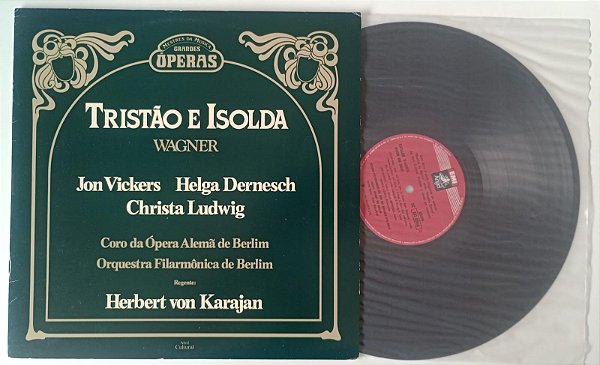 MESTRES DA MÚSICA
GRANDES
ÓPERAS
TRISTÃO E ISOLDA
WAGNER
Jon Vickers Helga Dernesch
Christa Ludwig
Coro da Ópera Alemã de Berlim
Orquestra Filarmônica de Berlim
Regente:
Herbert von Karajan
Abril
Cultural
EMI